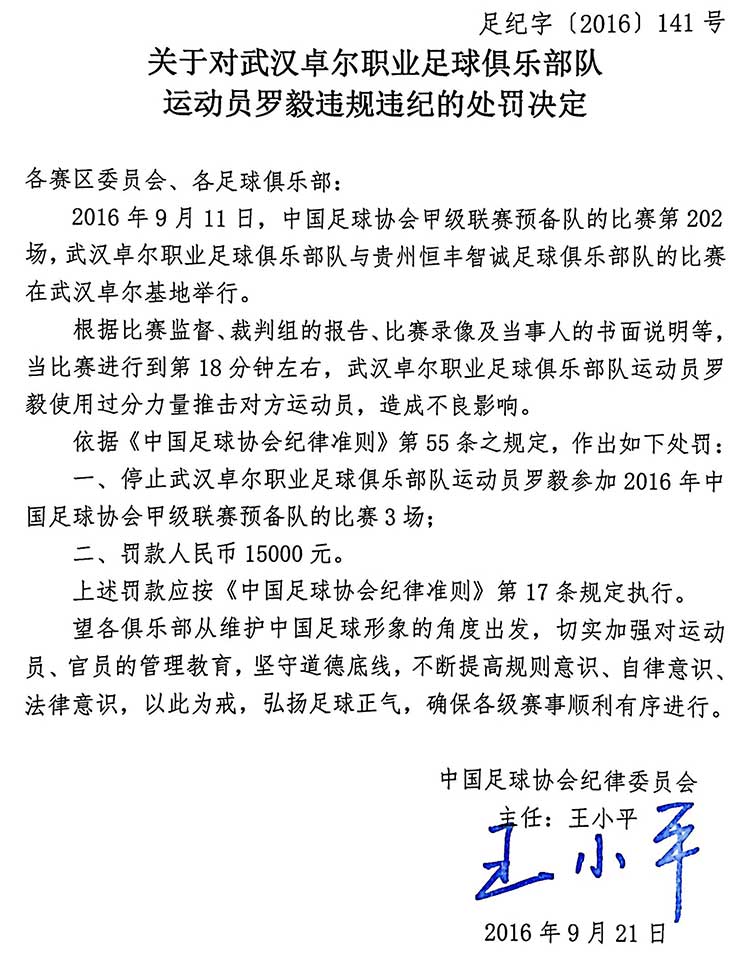 足纪字〔2016〕141 号
关于对武汉卓尔职业足球俱乐部队
运动员罗毅违规违纪的处罚决定
各赛区委员会、各足球俱乐部：
2016 年 9 月 11 日，中国足球协会甲级联赛预备队的比赛第 202
场，武汉卓尔职业足球俱乐部队与贵州恒丰智诚足球俱乐部队的比赛
在武汉卓尔基地举行。
根据比赛监督、裁判组的报告、比赛录像及当事人的书面说明等，
当比赛进行到第 18 分钟左右，武汉卓尔职业足球俱乐部队运动员罗
毅使用过分力量推击对方运动员，造成不良影响。
依据《中国足球协会纪律准则》第 55 条之规定，作出如下处罚：
一、停止武汉卓尔职业足球俱乐部队运动员罗毅参加 2016 年中
国足球协会甲级联赛预备队的比赛 3 场；
二、罚款人民币 15000 元。
上述罚款应按《中国足球协会纪律准则》第 17 条规定执行。
望各俱乐部从维护中国足球形象的角度出发，切实加强对运动
员、官员的管理教育，坚守道德底线，不断提高规则意识、自律意识、
法律意识，以此为戒，弘扬足球正气，确保各级赛事顺利有序进行。
中国足球协会纪律委员会
主任：王小平
王小平
2016 年 9 月 21 日